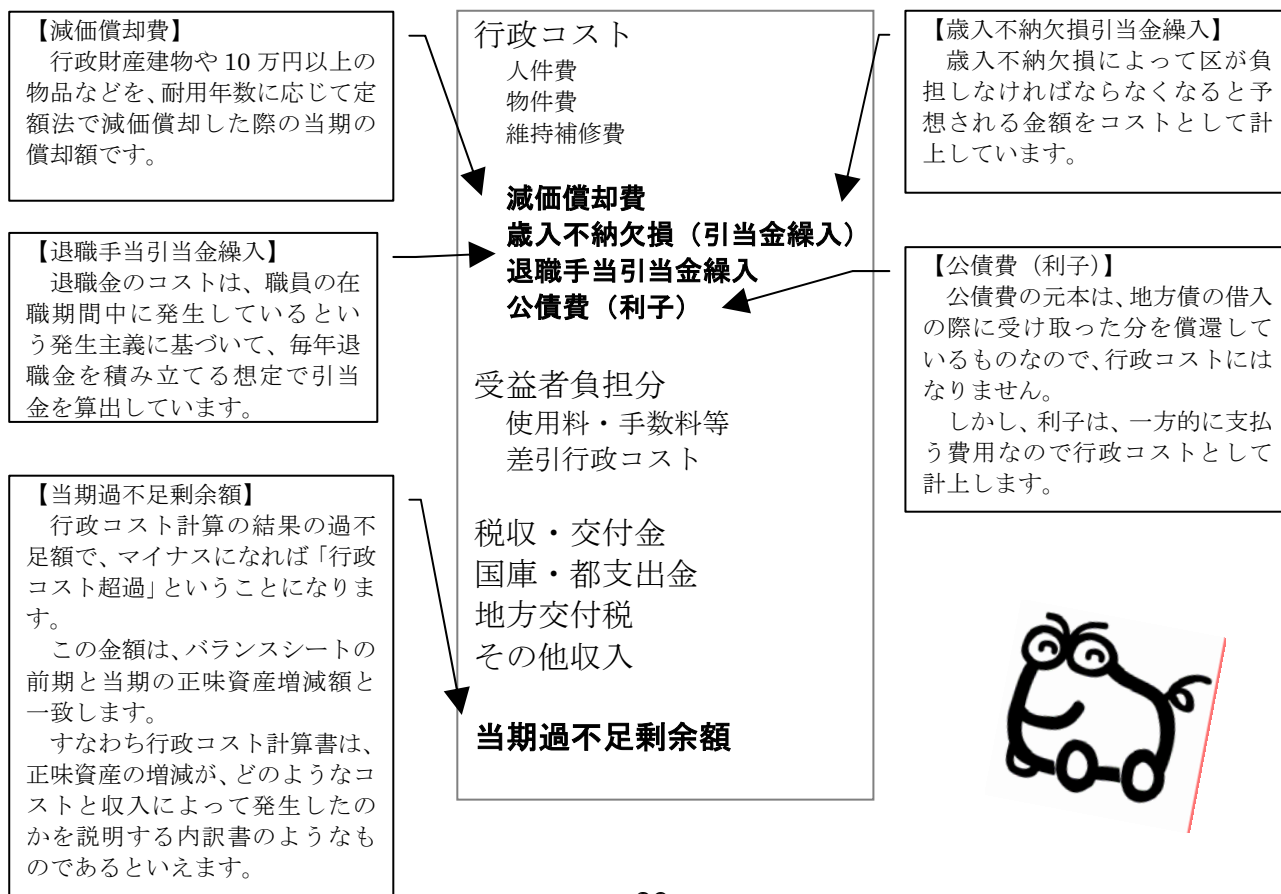 【減価償却費】
行政財産建物や 10 万円以上の
物品などを、耐用年数に応じて定
額法で減価償却した際の当期の
償却額です。
【退職手当引当金繰入】
退職金のコストは、職員の在
職期間中に発生しているとい
う発生主義に基づいて、毎年退
職金を積み立てる想定で引当
金を算出しています。
【当期過不足剰余額】
行政コスト計算の結果の過不
足額で、マイナスになれば「行政
コスト超過」ということになりま
す。
この金額は、バランスシートの
前期と当期の正味資産増減額と
一致します。
すなわち行政コスト計算書は、
正味資産の増減が、どのようなコ
ストと収入によって発生したの
かを説明する内訳書のようなも
のであるといえます。
行政コスト
人件費
物件費
維持補修費
減価償却費
歳入不納欠損（引当金繰入）
退職手当引当金繰入
公債費（利子）
受益者負担分
使用料・手数料等
差引行政コスト
税収・交付金
国庫・都支出金
地方交付税
その他収入
当期過不足剰余額
【歳入不納欠損引当金繰入】
歳入不納欠損によって区が負
担しなければならなくなると予
想される金額をコストとして計
上しています。
【公債費（利子）】
公債費の元本は、地方債の借入
の際に受け取った分を償還して
いるものなので、行政コストには
なりません。
しかし、利子は、一方的に支払
う費用なので行政コストとして
計上します。